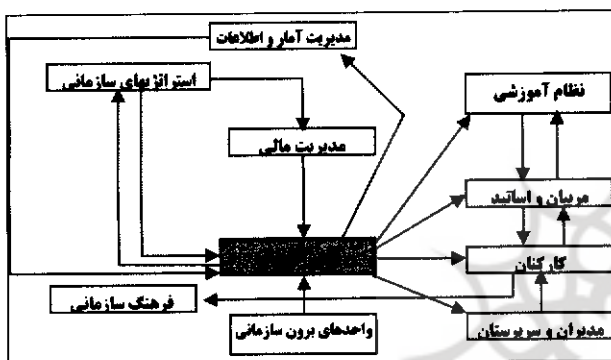 مدیریت آمار و اطلاعات
استراتژیهای سازمانی
نظام آموزشی
مدیریت مالی
مربیان و اساتید
کارکنان
فرهنگ سازمانی
واحدهای برون سازمانی
مدیران و سرپرستان